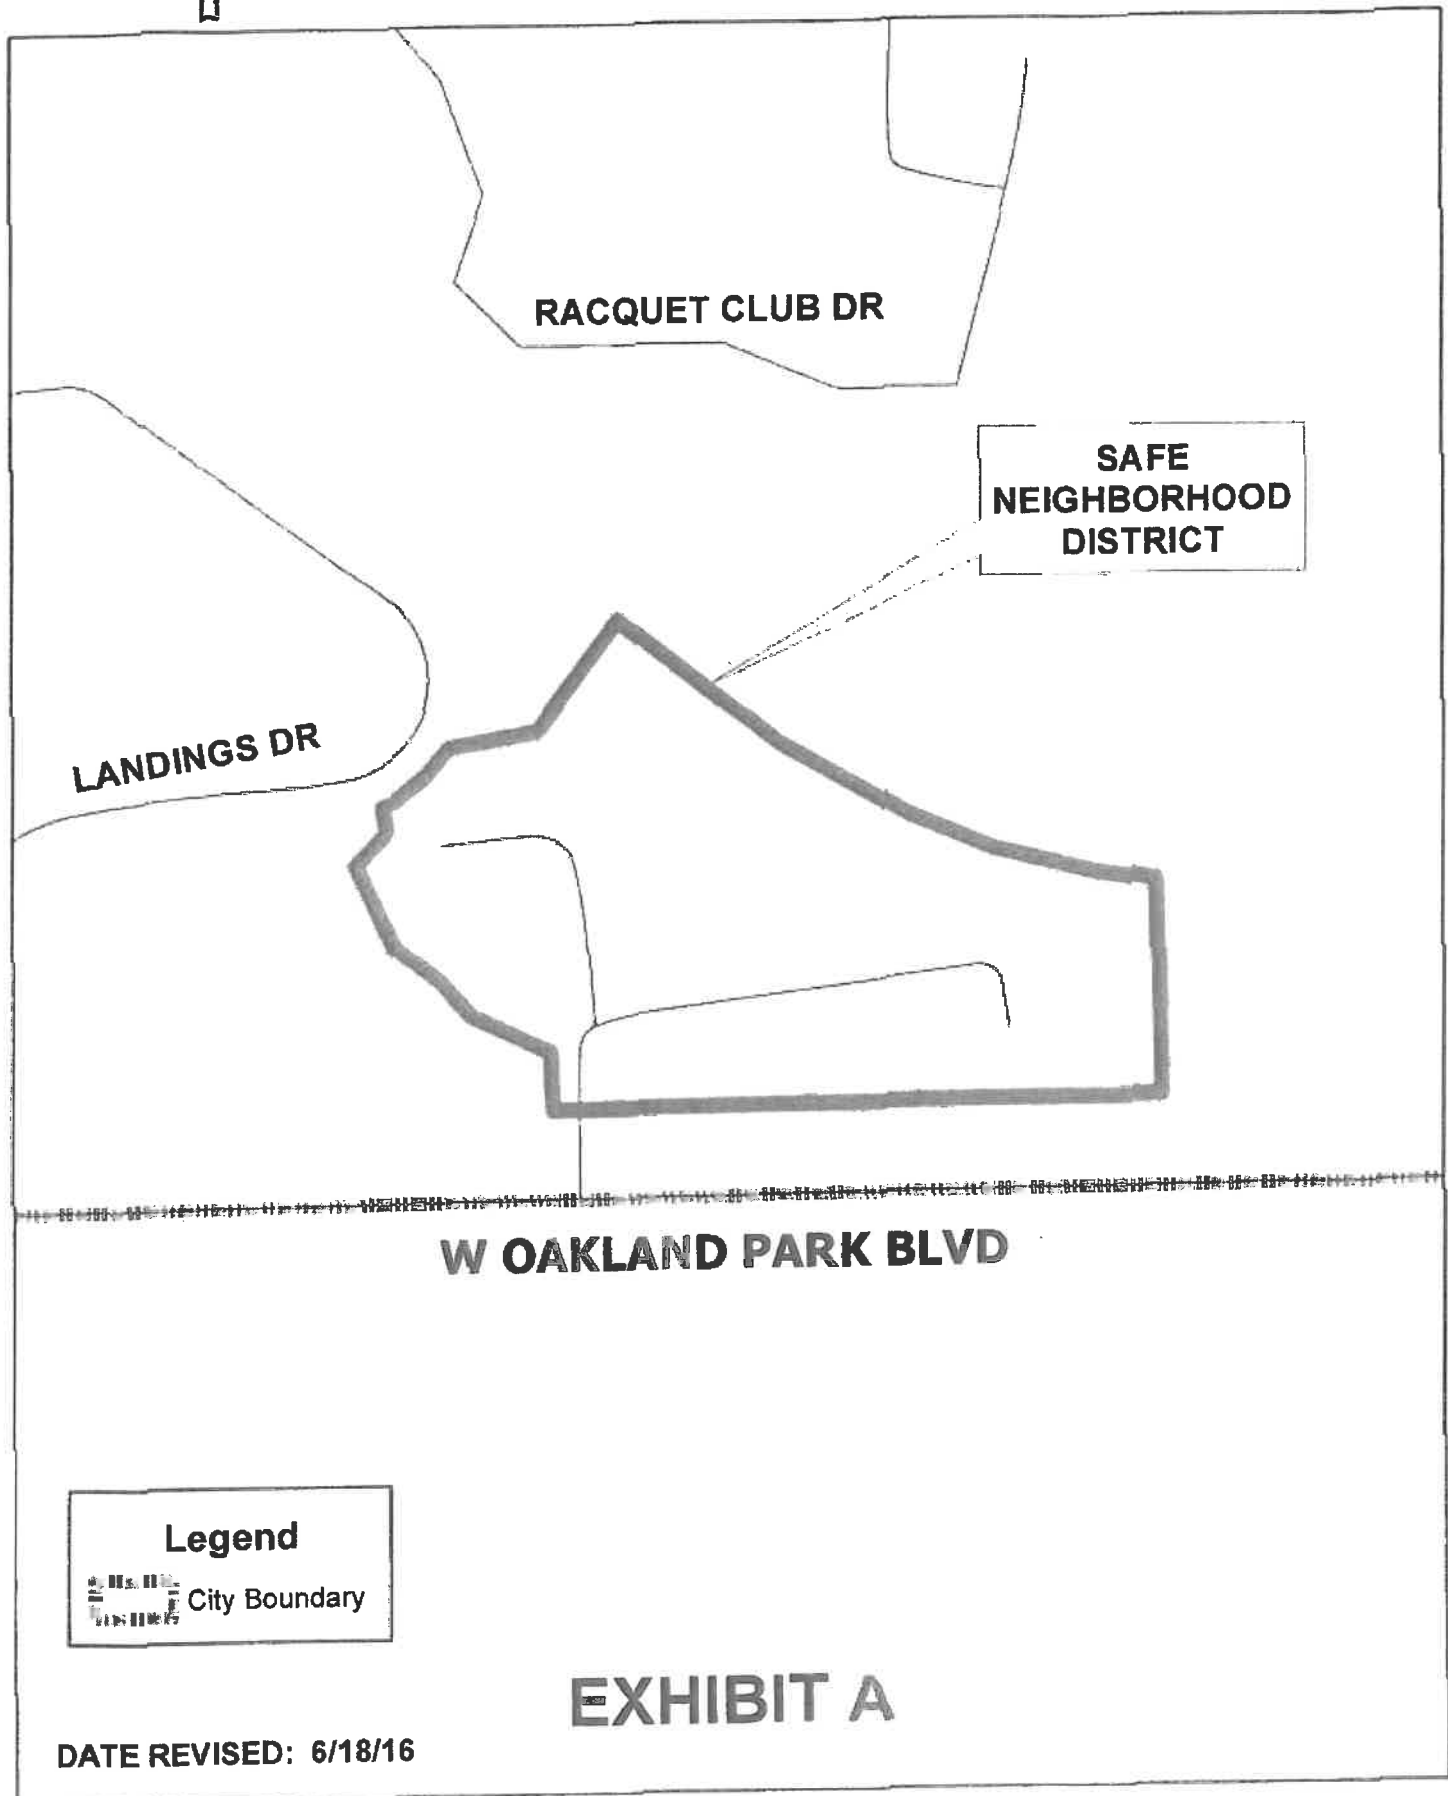 RACQUET CLUB DR
SAFE
NEIGHBORHOOD
DISTRICT
LANDINGS DR
W OAKLAND PARK BLVD
Legend
City Boundary
EXHIBIT A
DATE REVISED: 6/18/16